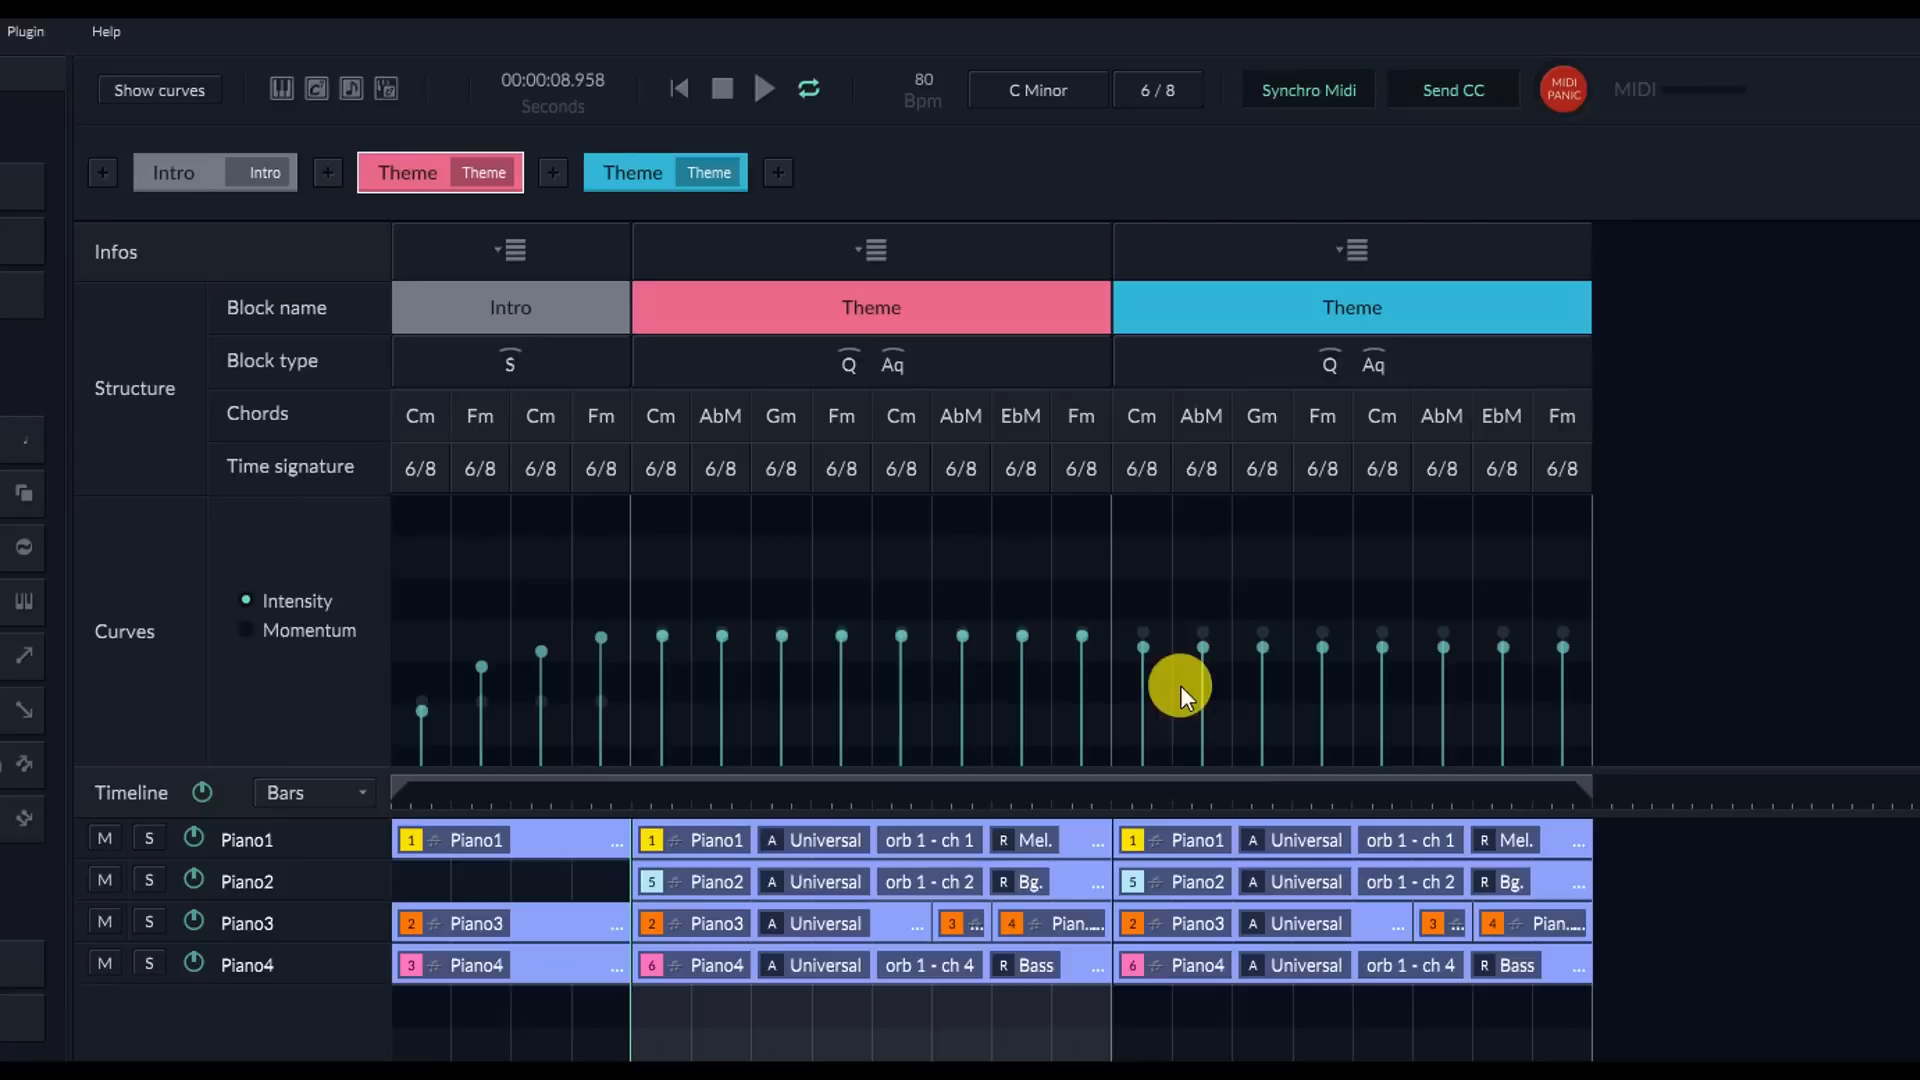 Plugin Help
Show curves 00:00:08.958 80 C Minor 6 / 8 Synchro Midi Send CC MIDI PANIC MIDI
Seconds Bpm
+ Intro Intro + Theme Theme + Theme Theme +
Infos
Structure
Block name Intro Theme Theme
Block type S Q Aq Q Aq
Chords Cm Fm Cm Fm Cm AbM Gm Fm Cm AbM EbM Fm Cm AbM Gm Fm Cm AbM EbM Fm
Time signature 6/8 6/8 6/8 6/8 6/8 6/8 6/8 6/8 6/8 6/8 6/8 6/8 6/8 6/8 6/8 6/8 6/8 6/8 6/8 6/8
Curves
Intensity
Momentum
Timeline Bars
M S Piano1 1 Piano1 ... 1 Piano1 A Universal orb 1 - ch 1 R Mel. ... 1 Piano1 A Universal orb 1 - ch 1 R Mel. ...
M S Piano2 5 Piano2 A Universal orb 1 - ch 2 R Bg. ... 5 Piano2 A Universal orb 1 - ch 2 R Bg. ...
M S Piano3 2 Piano3 ... 2 Piano3 A Universal ... 3 ... 4 Pian... ... 2 Piano3 A Universal ... 3 ... 4 Pian... ...
M S Piano4 3 Piano4 ... 6 Piano4 A Universal orb 1 - ch 4 R Bass ... 6 Piano4 A Universal orb 1 - ch 4 R Bass ...